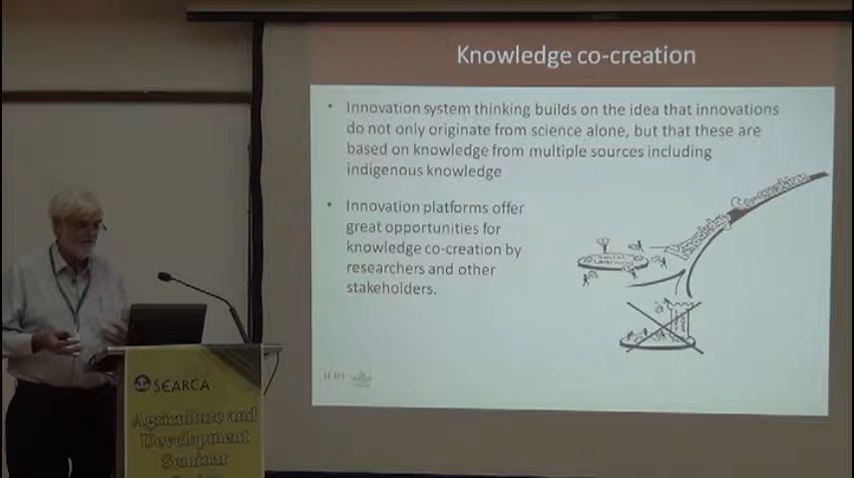 Knowledge co-creation
• Innovation system thinking builds on the idea that innovations
do not only originate from science alone, but that these are
based on knowledge from multiple sources including
indigenous knowledge
• Innovation platforms offer
great opportunities for
knowledge co-creation by
researchers and other
stakeholders.
SEARCA
Agriculture and
Development
Seminar